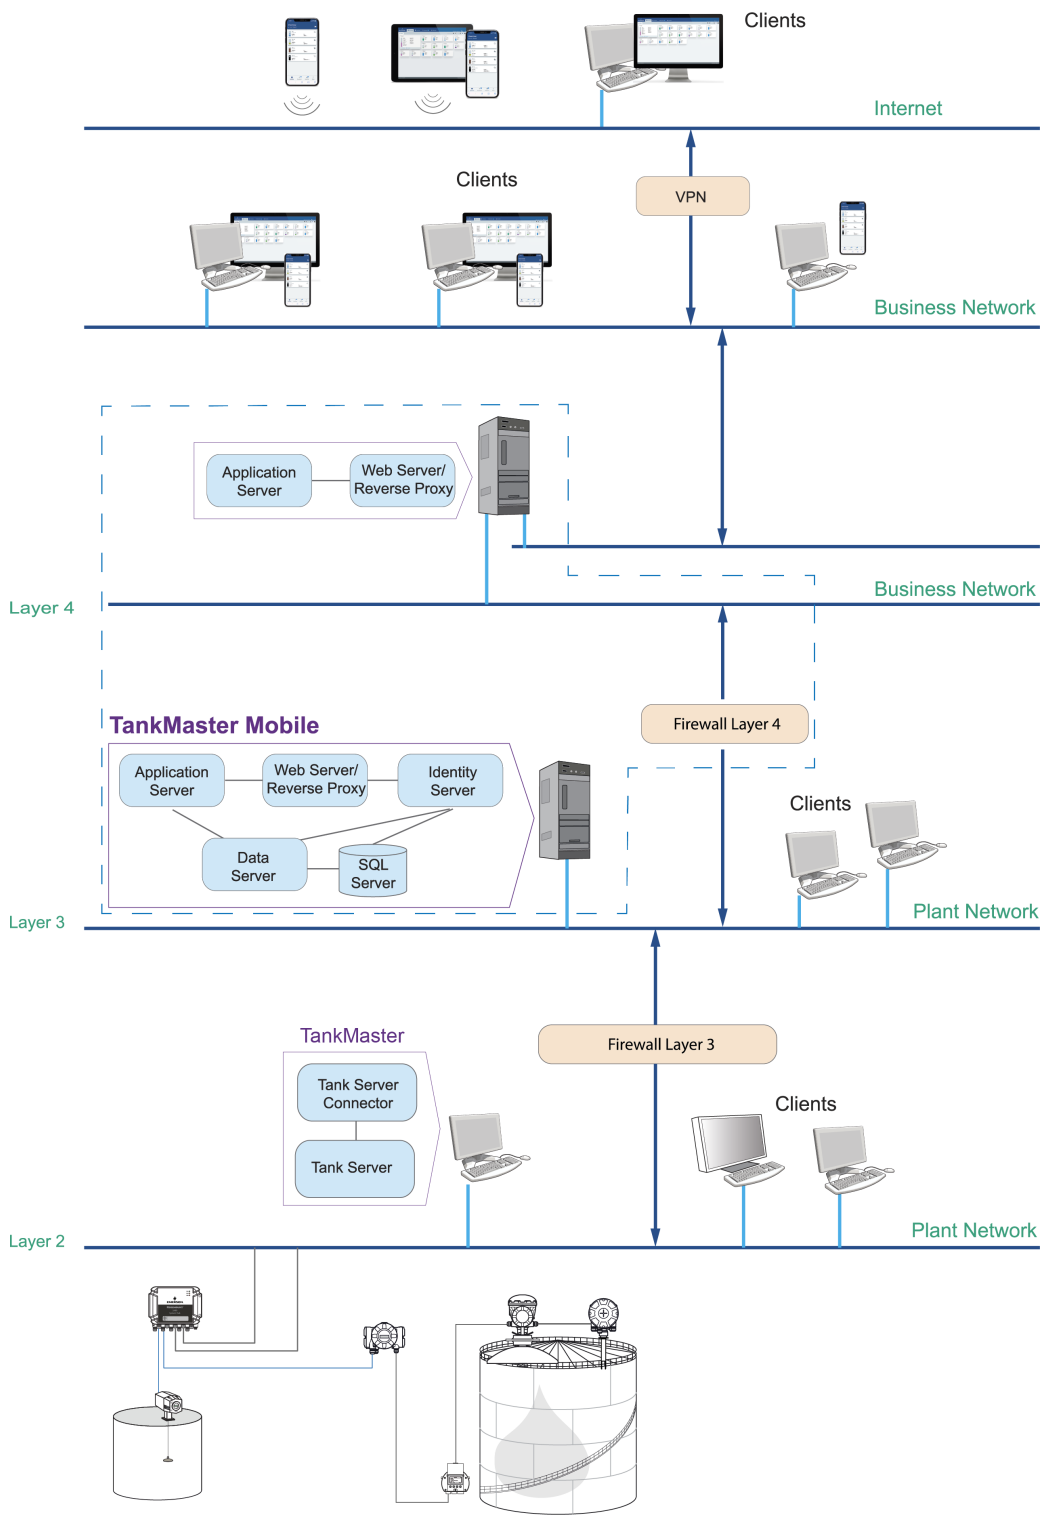 Clients
Internet
VPN
Clients
Business Network
Application
Server
Web Server/
Reverse Proxy
Business Network
Layer 4
TankMaster Mobile
Firewall Layer 4
Application
Server
Web Server/
Reverse Proxy
Identity
Server
Data
Server
SQL
Server
Clients
Layer 3
Plant Network
TankMaster
Firewall Layer 3
Tank Server
Connector
Tank Server
Clients
Layer 2
Plant Network